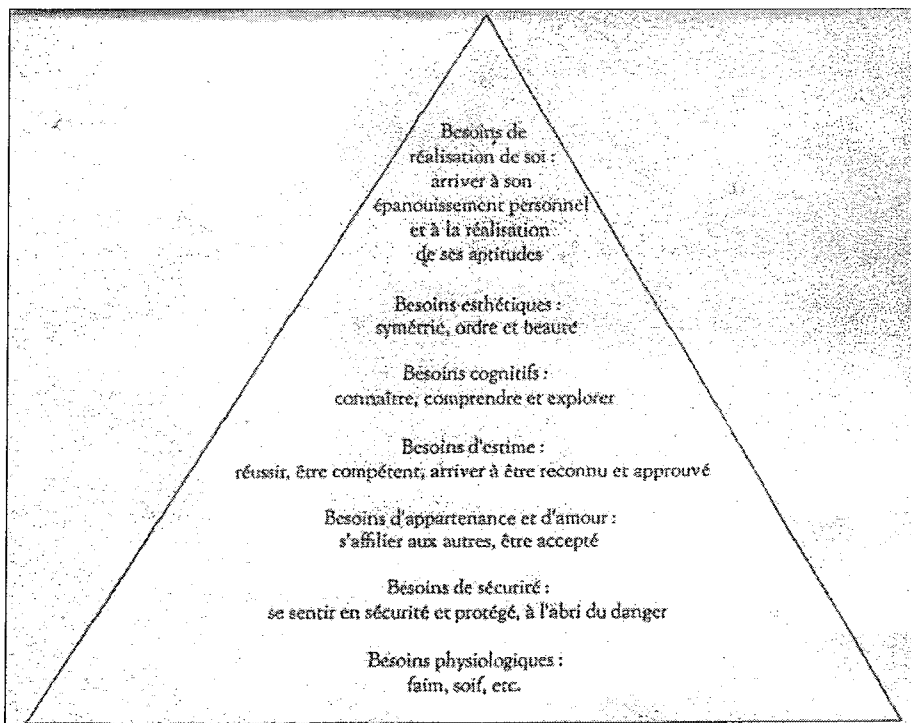 Besoins de
réalisation de soi :
arriver à son
épanouissement personnel
et à la réalisation
de ses aptitudes
Besoins esthétiques :
symétrie, ordre et beauté
Besoins cognitifs :
connaître, comprendre et explorer
Besoins d'estime :
réussir, être compétent, arriver à être reconnu et approuvé
Besoins d'appartenance et d'amour :
s'affilier aux autres, être accepté
Besoins de sécurité :
se sentir en sécurité et protégé, à l'abri du danger
Besoins physiologiques :
faim, soif, etc.